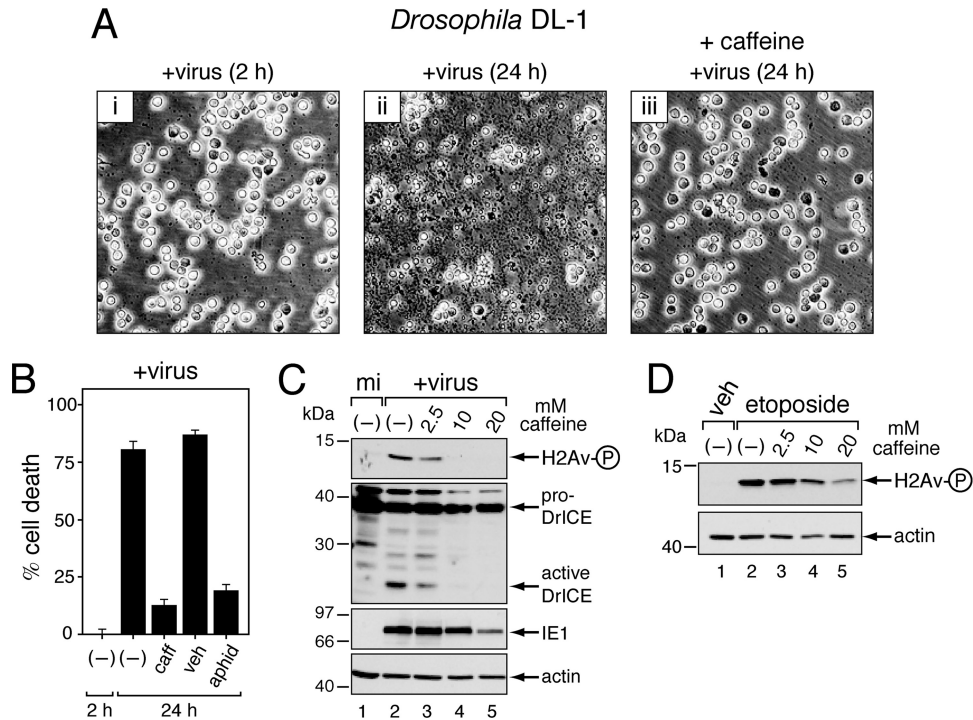 A
Drosophila DL-1
+virus (2 h)
+virus (24 h)
+ caffeine
+virus (24 h)
i
ii
iii
B
+virus
% cell death
100
75
50
25
0
(–)
(–)
caff
veh
aphid
2 h
24 h
C
mi
+virus
kDa
(–)
(–)
2.5
10
20
mM
caffeine
15
H2Av-P
40
30
pro-
DrICE
active
DrICE
97
66
IE1
40
actin
1 2 3 4 5
D
veh
etoposide
kDa
(–)
(–)
2.5
10
20
mM
caffeine
15
H2Av-P
40
actin
1 2 3 4 5